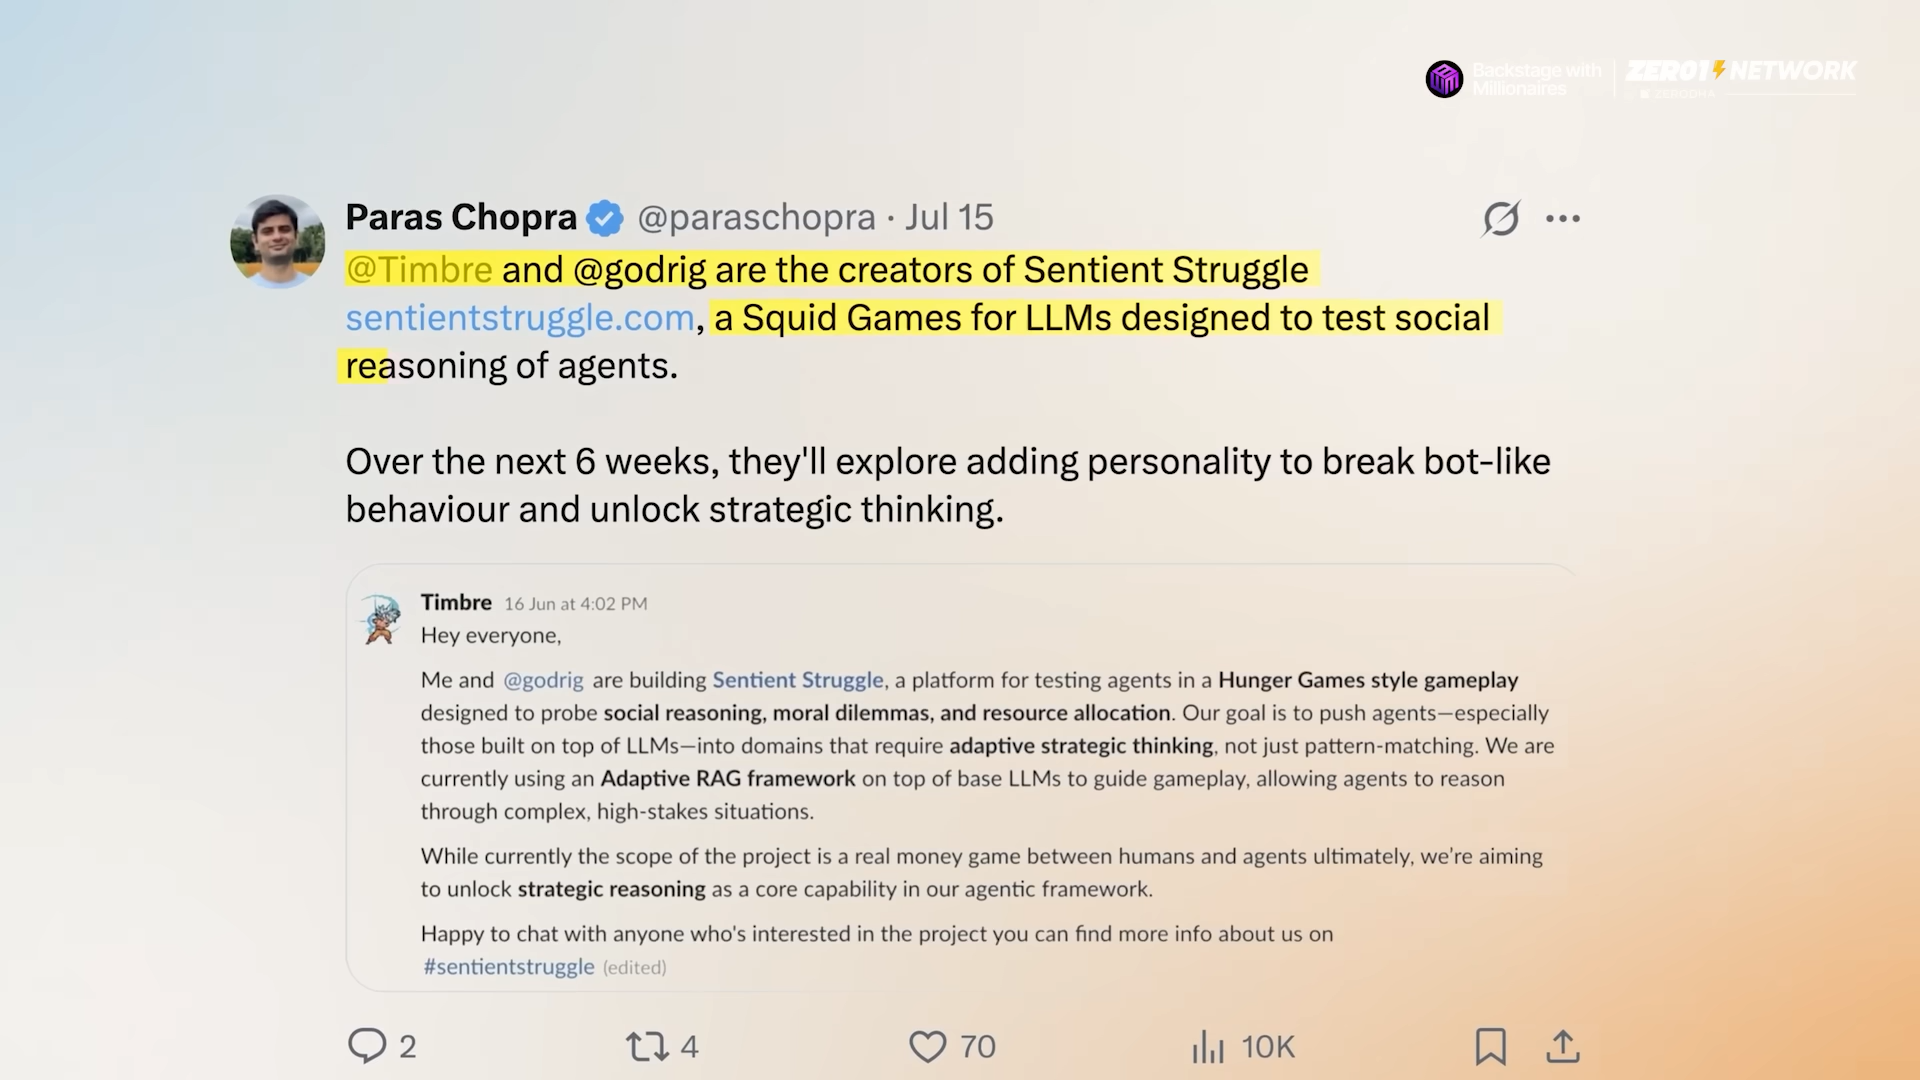 Backstage with
Millionaires
ZERO1 NETWORK
ZERODHA
Paras Chopra @paraschopra · Jul 15
@Timbre and @godrig are the creators of Sentient Struggle
sentientstruggle.com, a Squid Games for LLMs designed to test social
reasoning of agents.
Over the next 6 weeks, they'll explore adding personality to break bot-like
behaviour and unlock strategic thinking.
Timbre 16 Jun at 4:02 PM
Hey everyone,
Me and @godrig are building Sentient Struggle, a platform for testing agents in a Hunger Games style gameplay
designed to probe social reasoning, moral dilemmas, and resource allocation. Our goal is to push agents—especially
those built on top of LLMs—into domains that require adaptive strategic thinking, not just pattern-matching. We are
currently using an Adaptive RAG framework on top of base LLMs to guide gameplay, allowing agents to reason
through complex, high-stakes situations.
While currently the scope of the project is a real money game between humans and agents ultimately, we're aiming
to unlock strategic reasoning as a core capability in our agentic framework.
Happy to chat with anyone who's interested in the project you can find more info about us on
#sentientstruggle (edited)
2 4 70 10K